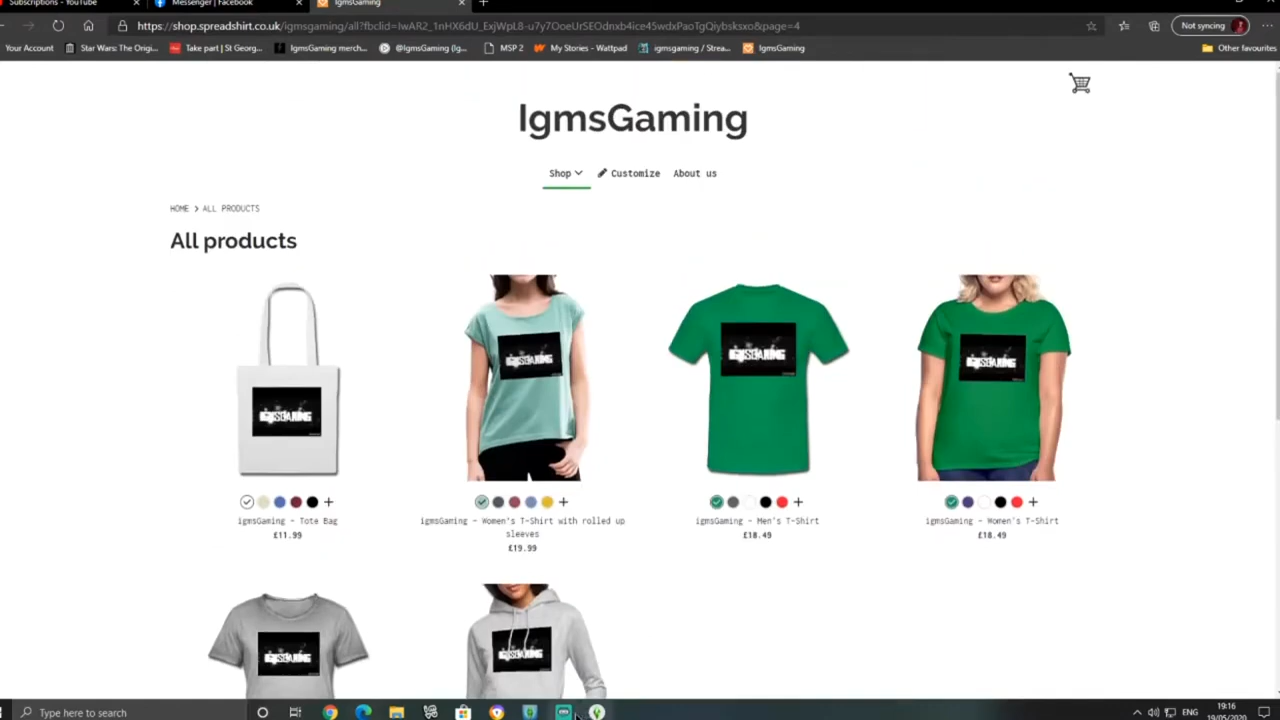 Subscriptions - YouTube
Messenger | Facebook
IgmsGaming
https://shop.spreadshirt.co.uk/igmsgaming/all?fbclid=IwAR2_1nHX6dU_ExjWpL8-u7y7OoeUrSEOdnxb4ice45wdxPaoTgQiybsksxo&page=4
Not syncing
Your Account
Star Wars: The Origi...
Take part | St Georg...
IgmsGaming merch...
@IgmsGaming (Ig...
MSP 2
My Stories - Wattpad
igmsgaming / Strea...
IgmsGaming
Other favourites
IgmsGaming
Shop
Customize
About us
HOME > ALL PRODUCTS
All products
igmsGaming - Tote Bag
£11.99
igmsGaming - Women's T-Shirt with rolled up
sleeves
£19.99
igmsGaming - Men's T-Shirt
£18.49
igmsGaming - Women's T-Shirt
£18.49
Type here to search
ENG
19:16
19/05/2020